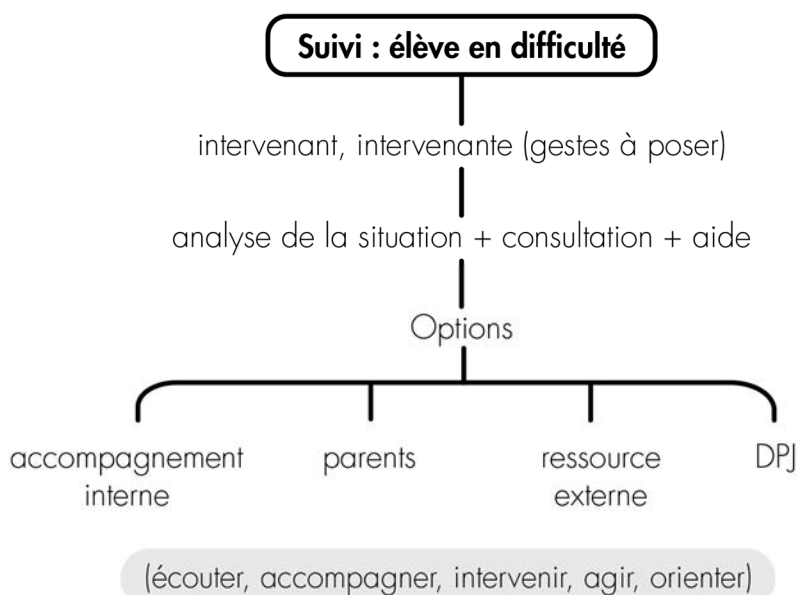 Suivi : élève en difficulté
intervenant, intervenante (gestes à poser)
analyse de la situation + consultation + aide
Options
accompagnement
interne
parents
ressource
externe
DPJ
(écouter, accompagner, intervenir, agir, orienter)